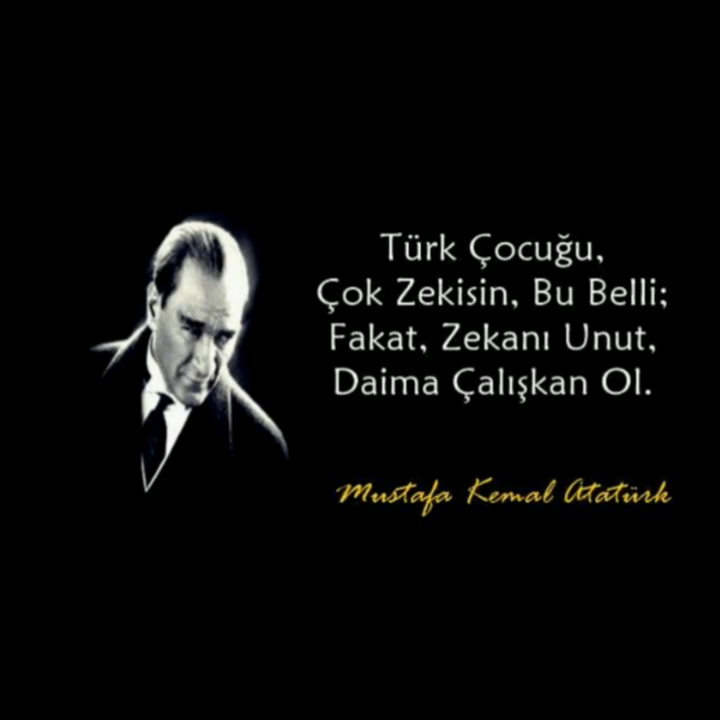 Türk Çocuğu,
Çok Zekisin, Bu Belli;
Fakat, Zekanı Unut,
Daima Çalışkan Ol.
Mustafa Kemal Atatürk